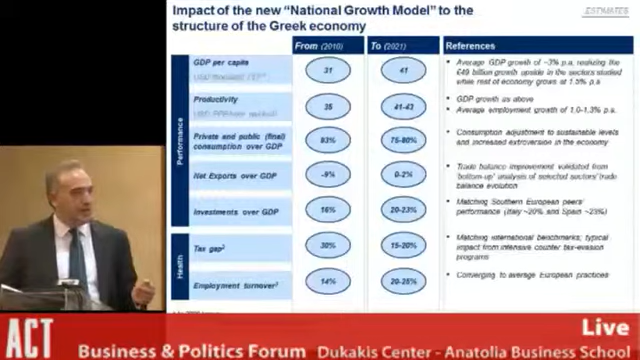 Impact of the new “National Growth Model” to the
structure of the Greek economy
ESTIMATES
From (2010)
To (2021)
References
Performance
GDP per capita
31
41
Average GDP growth of ~3% p.a. realizing the
€49 billion growth upside in the sectors studied
while rest of economy grows at 1.5% p.a
Productivity
35
41-43
GDP growth as above
Average employment growth of 1.0-1.3% p.a.
Private and public (final)
consumption over GDP
93%
75-80%
Consumption adjustment to sustainable levels
and increased extroversion in the economy
Net Exports over GDP
-9%
0-2%
Trade balance improvement validated from
"bottom-up" analysis of selected sectors' trade
balance evolution
Investments over GDP
16%
20-23%
Matching Southern European peers'
performance (Italy ~20% and Spain ~23%)
Health
Tax gap
30%
15-20%
Matching international benchmarks; typical
impact from intensive counter tax-evasion
programs
Employment turnover
14%
20-25%
Converging to average European practices
Live
ACT
Business & Politics Forum Dukakis Center - Anatolia Business School